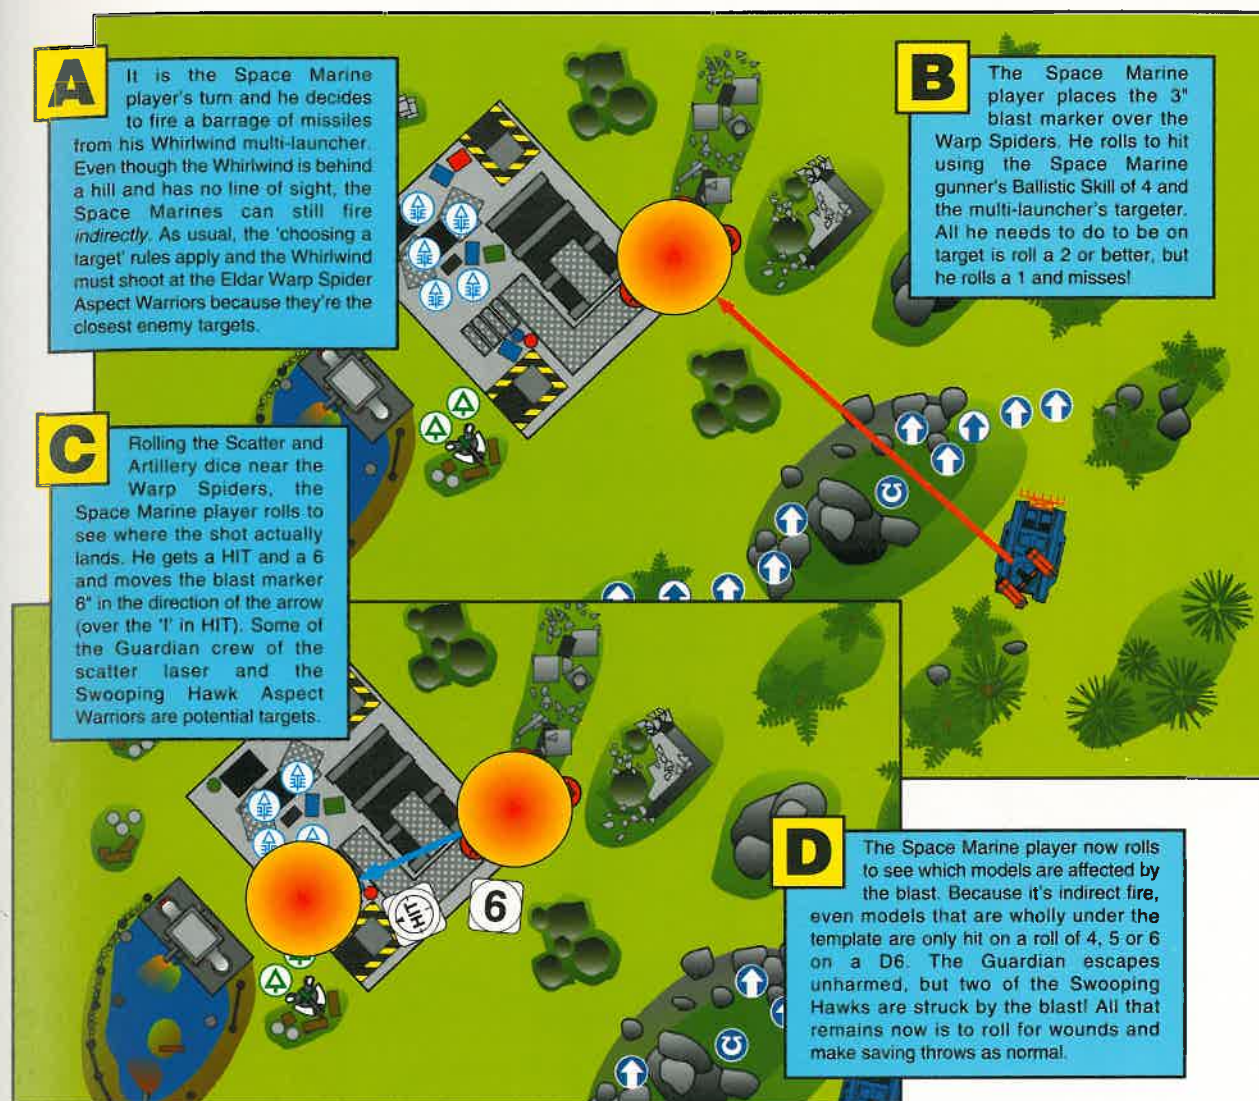 A
It is the Space Marine
player's turn and he decides
to fire a barrage of missiles
from his Whirlwind multi-launcher.
Even though the Whirlwind is behind
a hill and has no line of sight, the
Space Marines can still fire
indirectly. As usual, the 'choosing a
target' rules apply and the Whirlwind
must shoot at the Eldar Warp Spider
Aspect Warriors because they're the
closest enemy targets.
B
The Space Marine
player places the 3"
blast marker over the
Warp Spiders. He rolls to hit
using the Space Marine
gunner's Ballistic Skill of 4 and
the multi-launcher's targeter.
All he needs to do to be on
target is roll a 2 or better, but
he rolls a 1 and misses!
C
Rolling the Scatter and
Artillery dice near the
Warp Spiders, the
Space Marine player rolls to
see where the shot actually
lands. He gets a HIT and a 6
and moves the blast marker
6" in the direction of the arrow
(over the 'I' in HIT). Some of
the Guardian crew of the
scatter laser and the
Swooping Hawk Aspect
Warriors are potential targets.
HIT
6
D
The Space Marine player now rolls
to see which models are affected by
the blast. Because it's indirect fire,
even models that are wholly under the
template are only hit on a roll of 4, 5 or 6
on a D6. The Guardian escapes
unharmed, but two of the Swooping
Hawks are struck by the blast! All that
remains now is to roll for wounds and
make saving throws as normal.